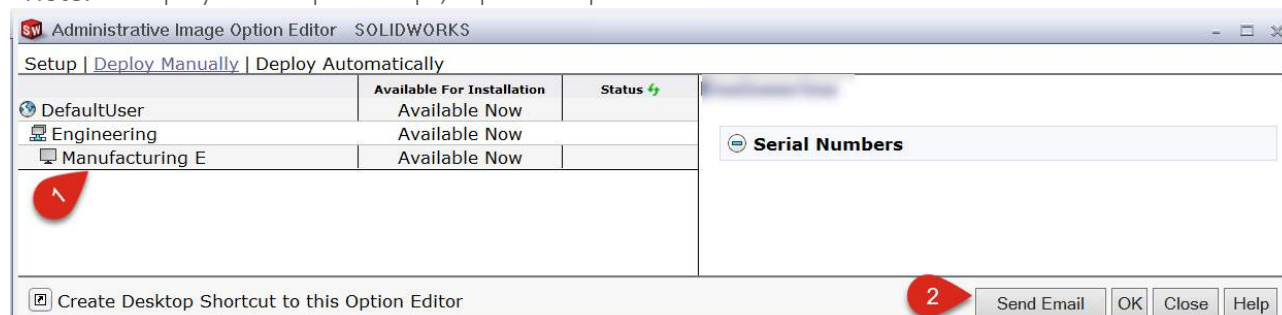 Administrative Image Option Editor SOLIDWORKS
Setup | Deploy Manually | Deploy Automatically
Available For Installation Status
DefaultUser Available Now
Engineering Available Now
Manufacturing E Available Now
Serial Numbers
1
Create Desktop Shortcut to this Option Editor
2 Send Email OK Close Help